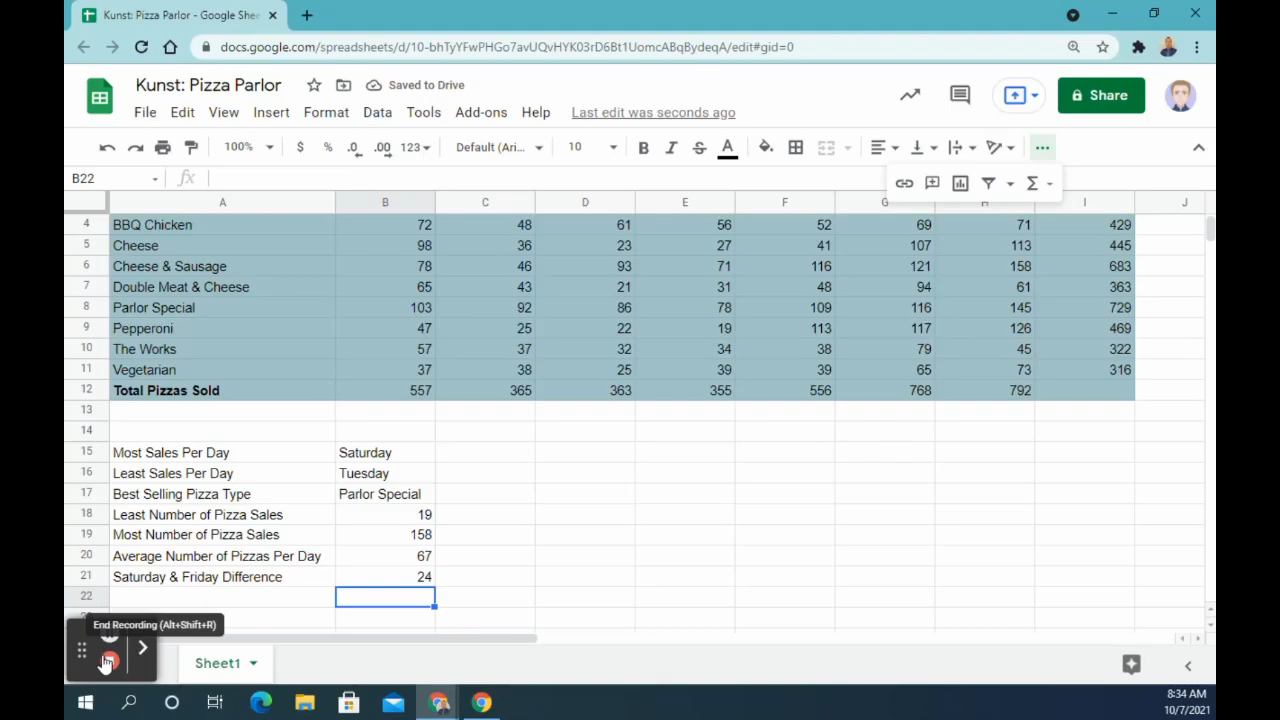 Kunst: Pizza Parlor - Google Shee
docs.google.com/spreadsheets/d/10-bhTyYFwPHGo7avUQvHYK03rD6Bt1UomcABqBydeqA/edit#gid=0
Kunst: Pizza Parlor Saved to Drive
File Edit View Insert Format Data Tools Add-ons Help Last edit was seconds ago
Share
100% $ % .0 .00 123 Default (Ari... 10 B I S A
B22 fx
A B C D E F G H I J
4 BBQ Chicken 72 48 61 56 52 69 71 429
5 Cheese 98 36 23 27 41 107 113 445
6 Cheese & Sausage 78 46 93 71 116 121 158 683
7 Double Meat & Cheese 65 43 21 31 48 94 61 363
8 Parlor Special 103 92 86 78 109 116 145 729
9 Pepperoni 47 25 22 19 113 117 126 469
10 The Works 57 37 32 34 38 79 45 322
11 Vegetarian 37 38 25 39 39 65 73 316
12 Total Pizzas Sold 557 365 363 355 556 768 792
13
14
15 Most Sales Per Day Saturday
16 Least Sales Per Day Tuesday
17 Best Selling Pizza Type Parlor Special
18 Least Number of Pizza Sales 19
19 Most Number of Pizza Sales 158
20 Average Number of Pizzas Per Day 67
21 Saturday & Friday Difference 24
22
End Recording (Alt+Shift+R)
Sheet1
8:34 AM
10/7/2021